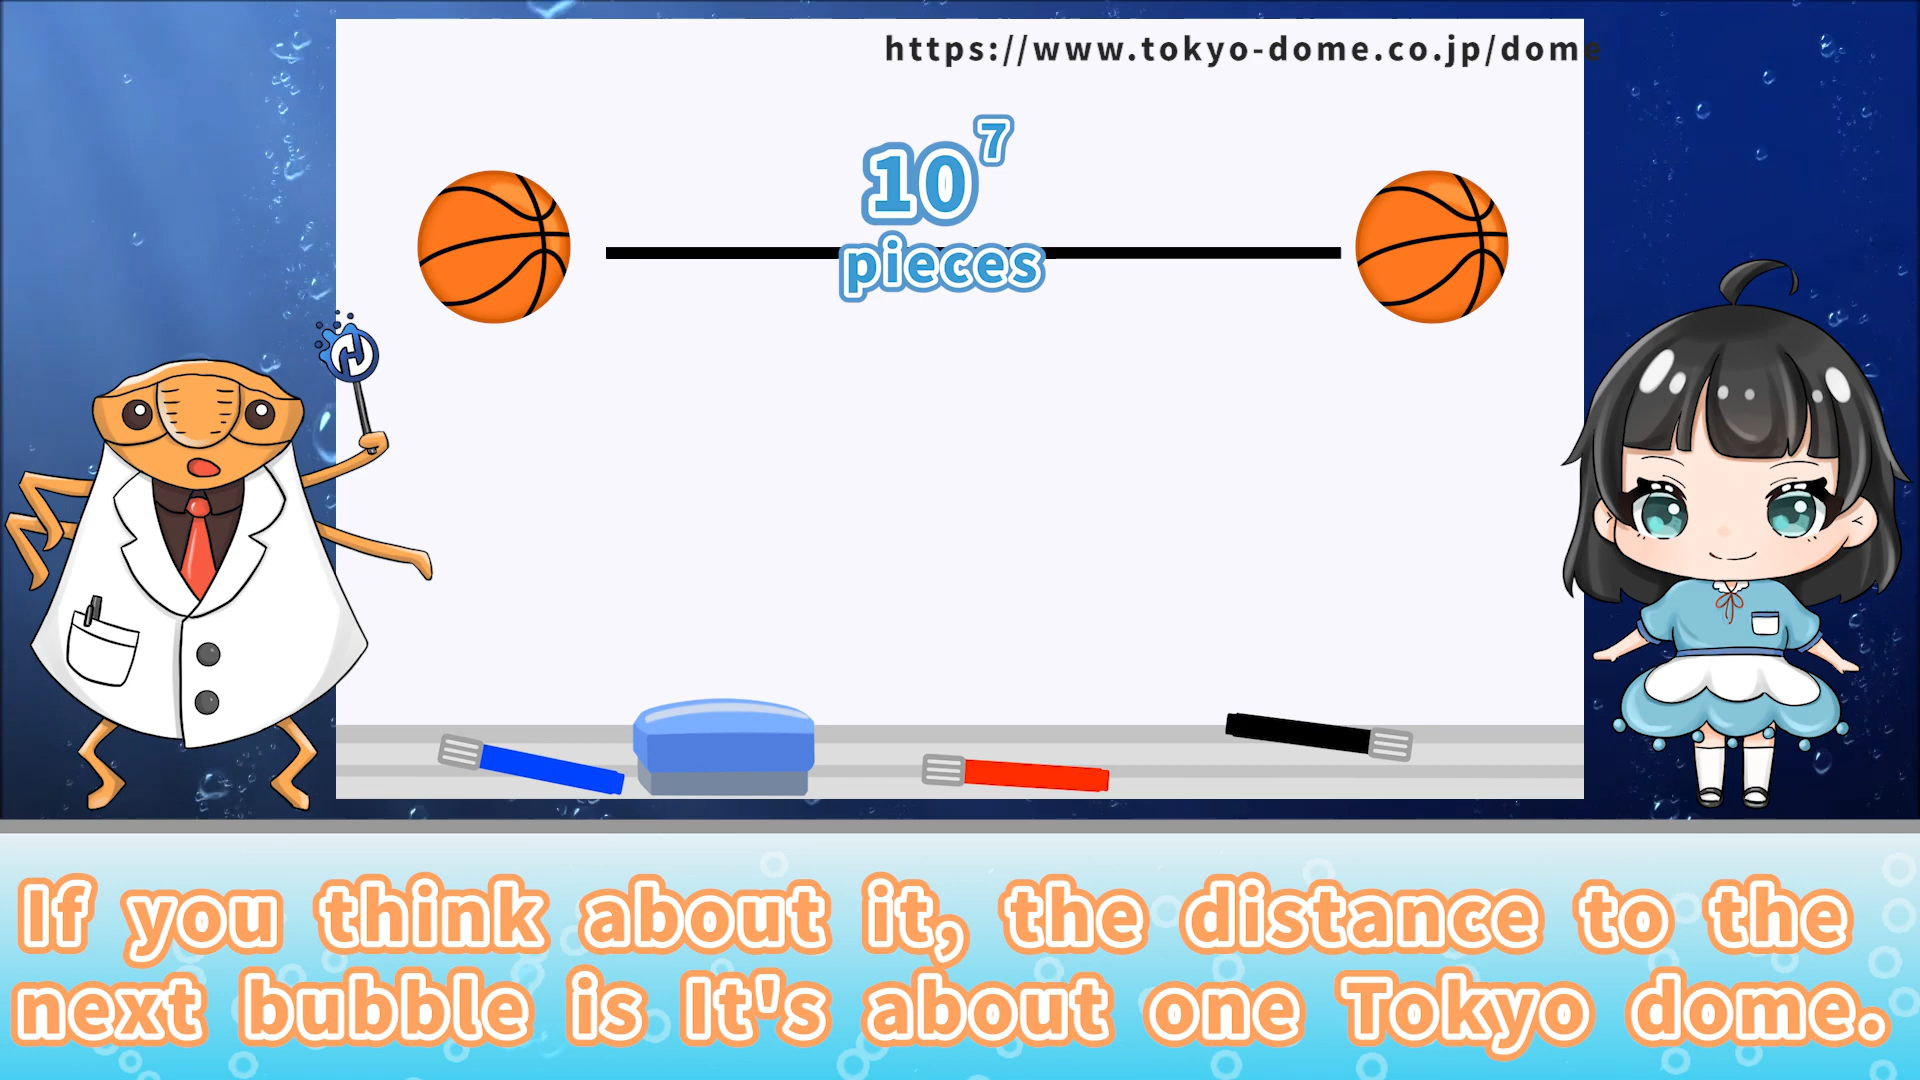 https://www.tokyo-dome.co.jp/dome
10⁷
pieces
If you think about it, the distance to the
next bubble is It's about one Tokyo dome.